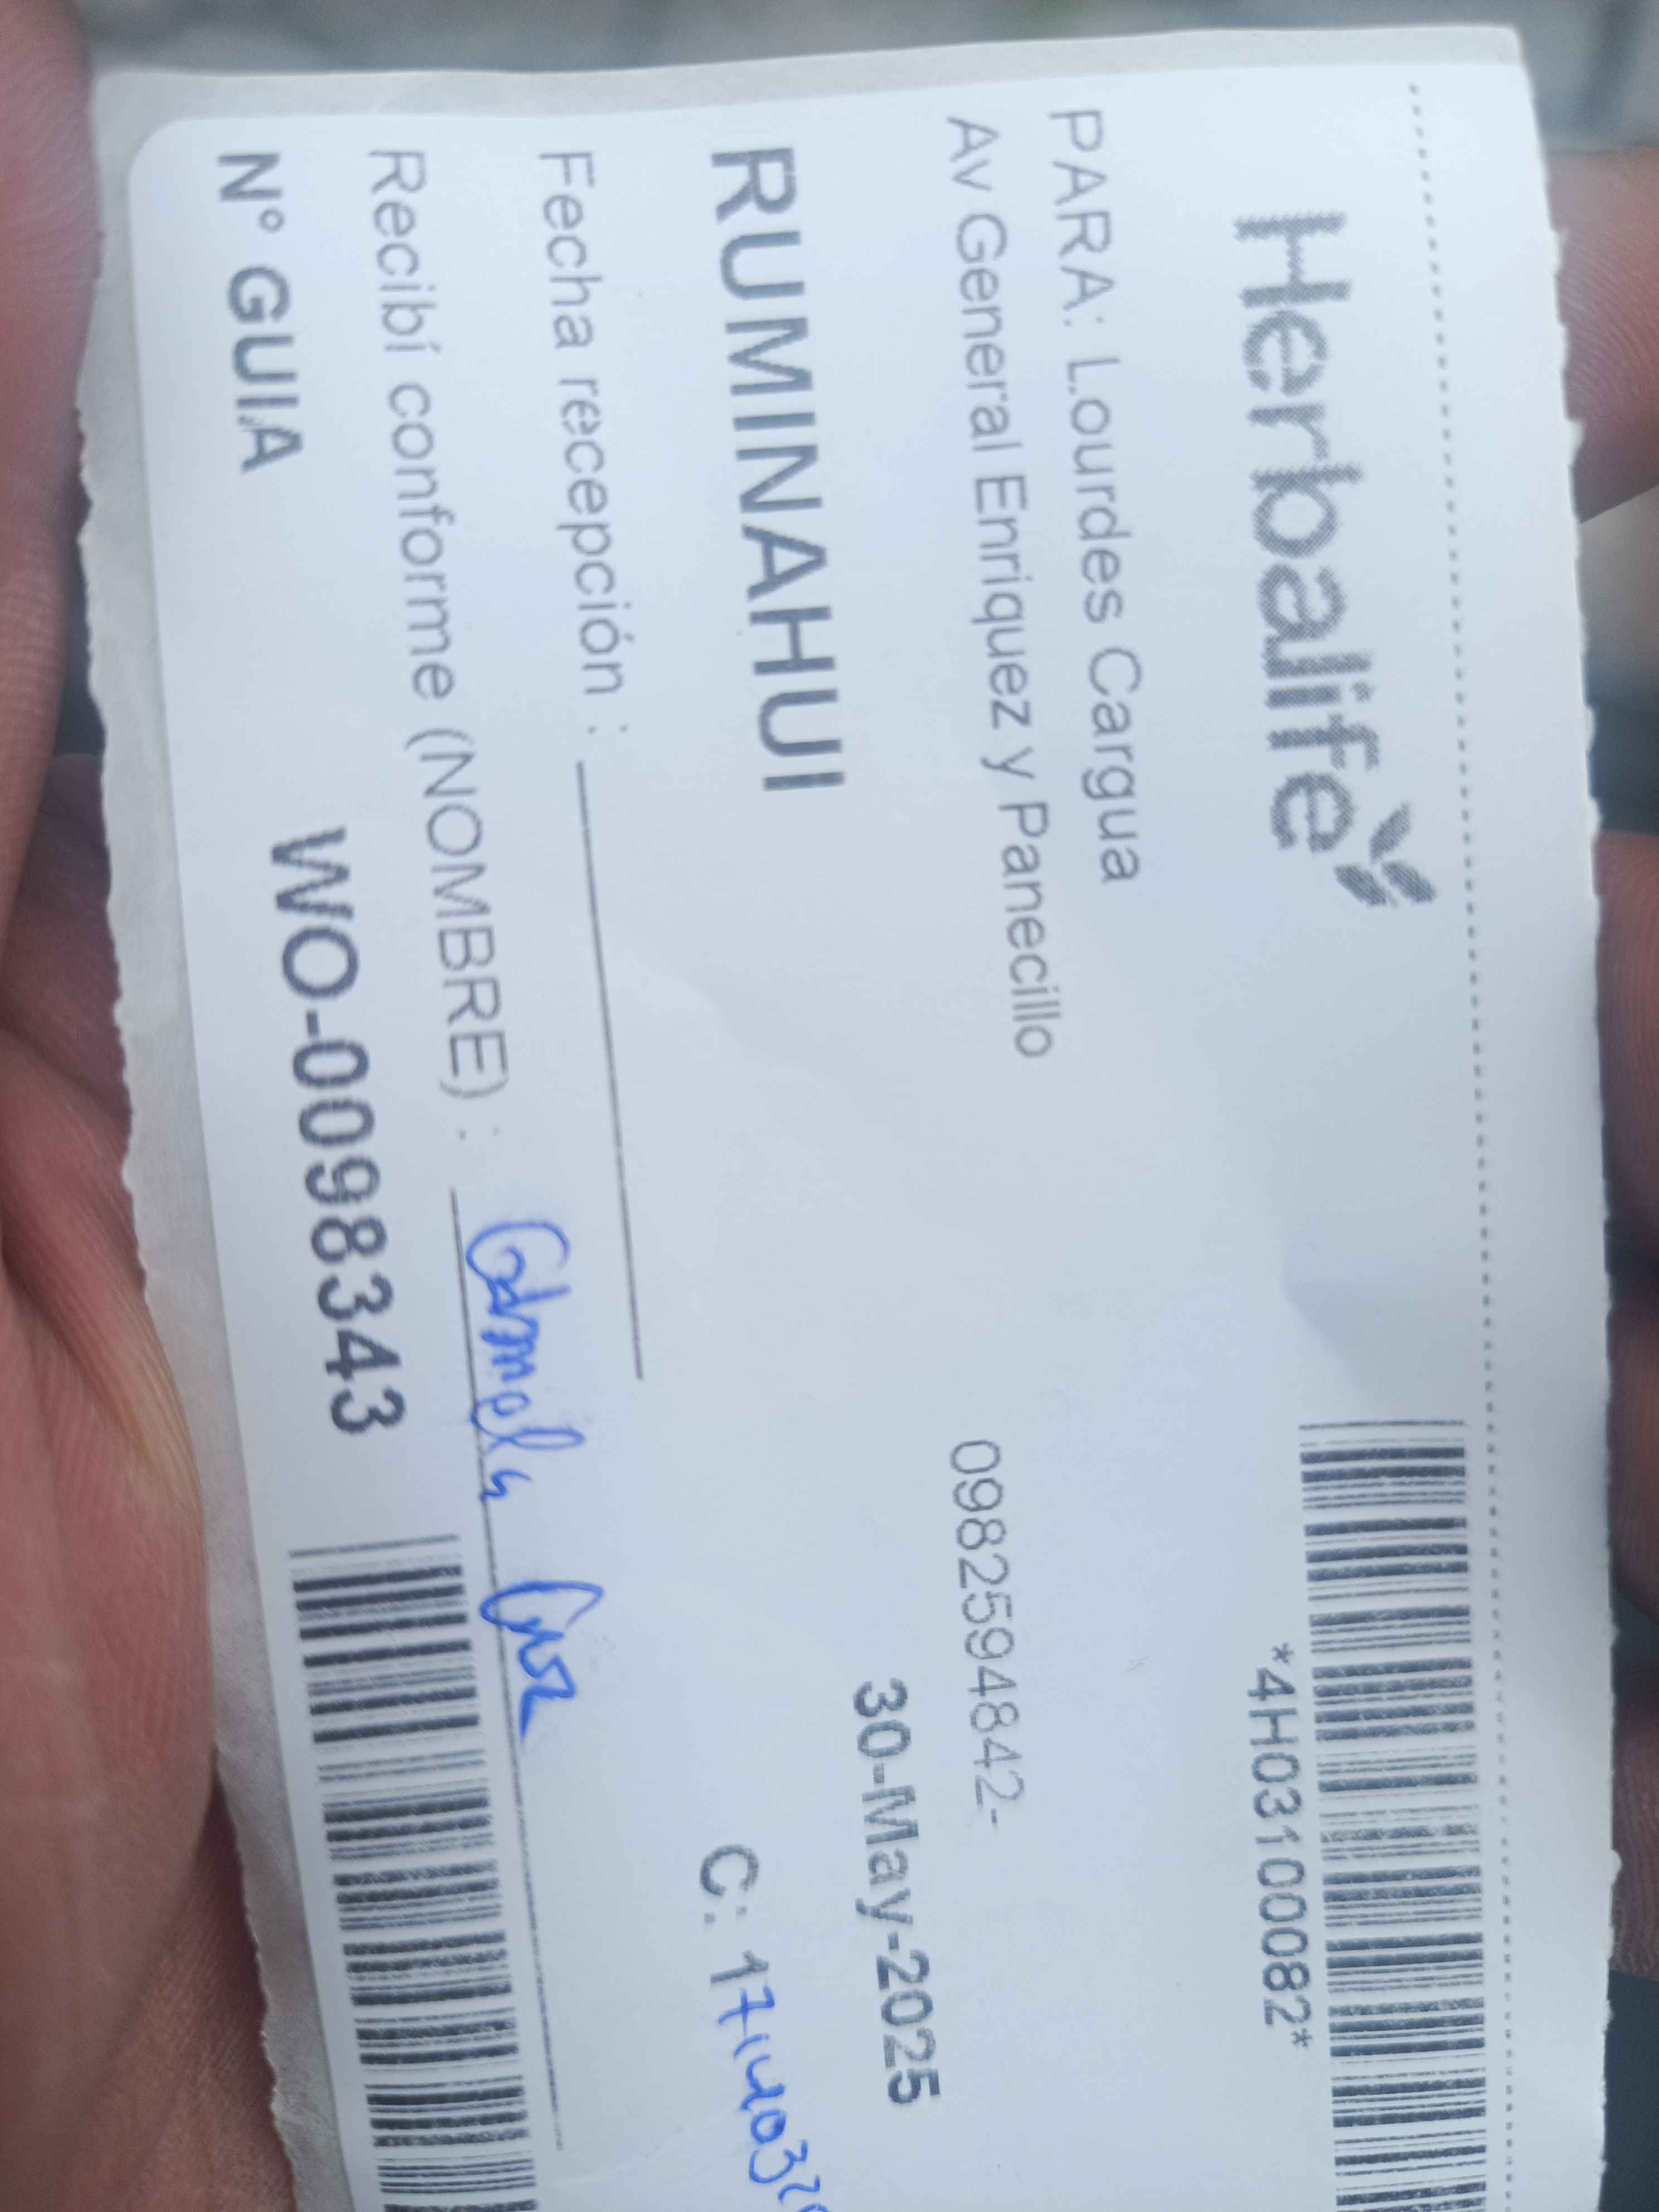 Herbalife
*4H03100082*
PARA: Lourdes Cargua
Av General Enriquez y Panecillo 0982594842-
30-May-2025
RUMINAHUI
C:
Fecha recepción :
Recibí conforme (NOMBRE) :
N° GUIA WO-00983343